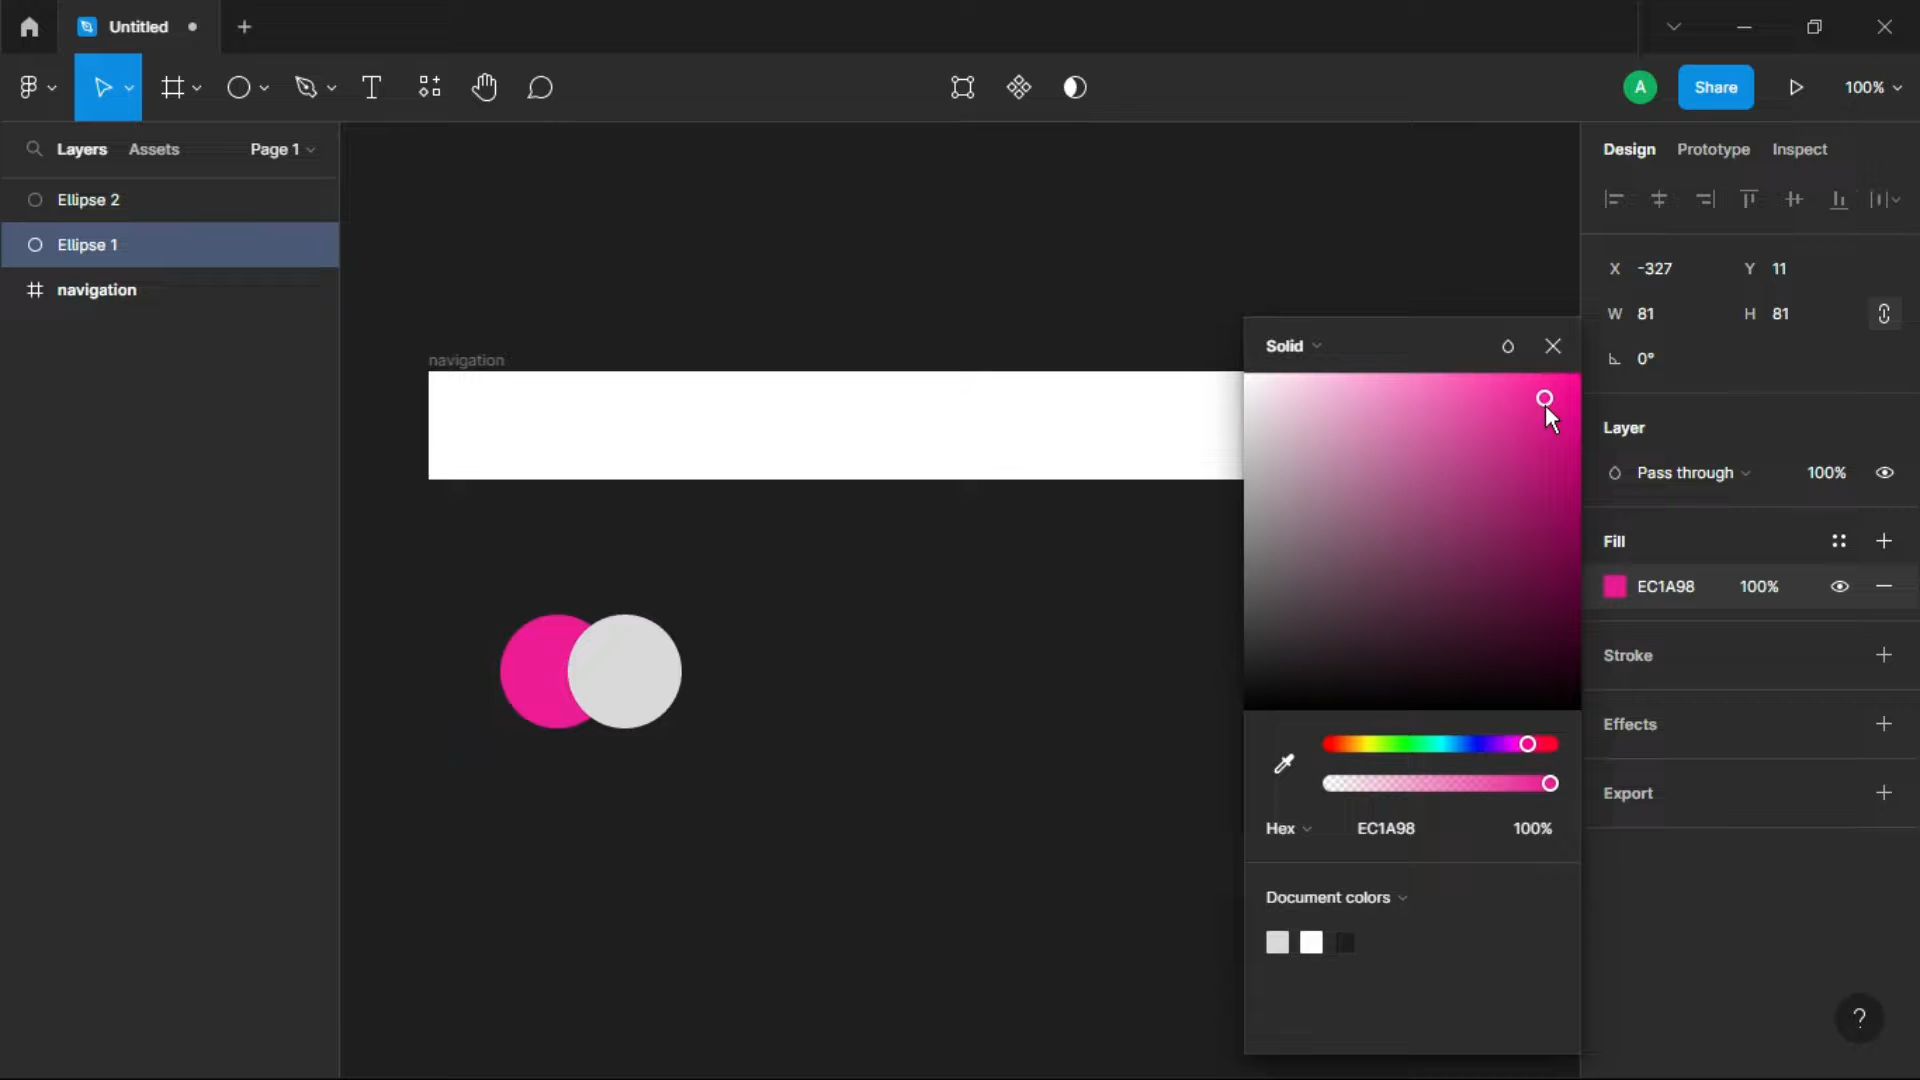 Untitled
100%
A
Share
Layers
Assets
Page 1
Ellipse 2
Ellipse 1
navigation
navigation
Solid
Hex
EC1A98
100%
Document colors
Design
Prototype
Inspect
X
-327
Y
11
W
81
H
81
0°
Layer
Pass through
100%
Fill
EC1A98
100%
Stroke
Effects
Export
?